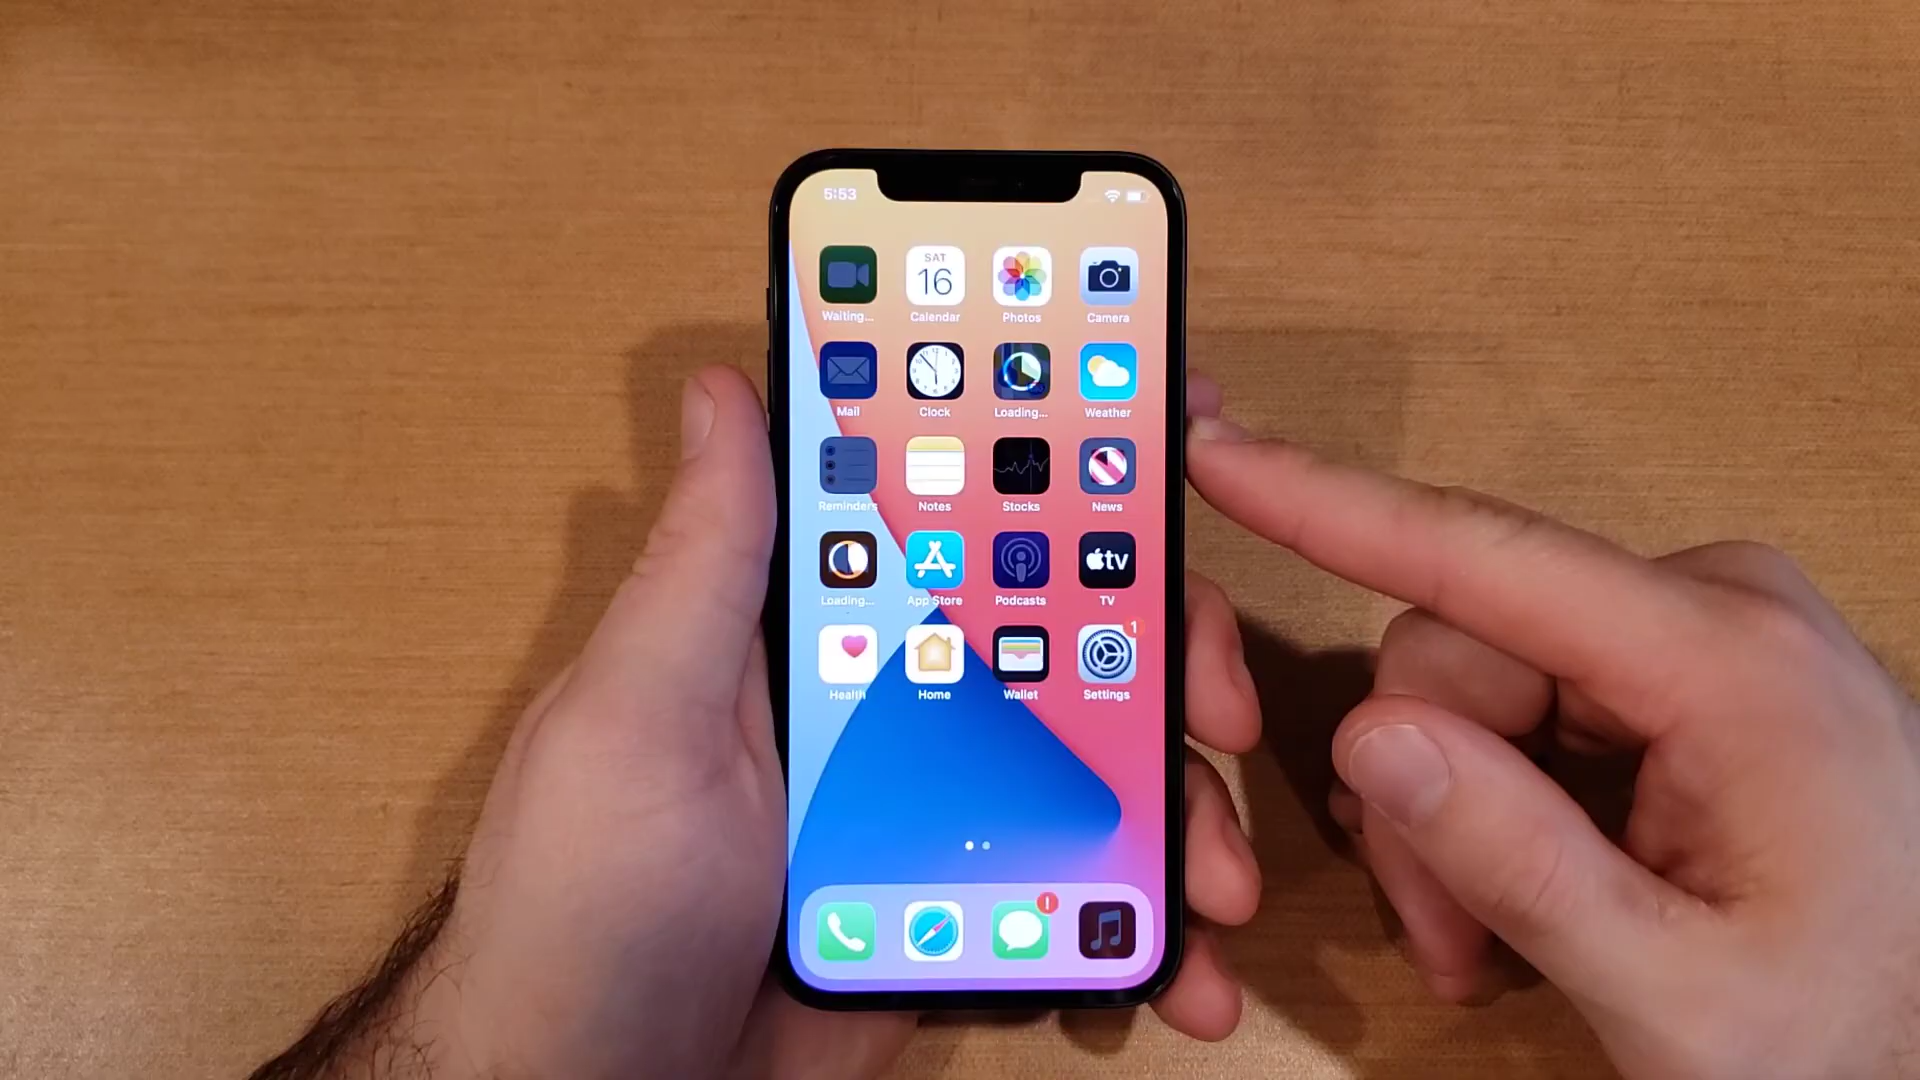 5:53
SAT
16
Waiting...
Calendar
Photos
Camera
Mail
Clock
Loading...
Weather
Reminders
Notes
Stocks
News
tv
Loading...
App Store
Podcasts
TV
1
Health
Home
Wallet
Settings
!